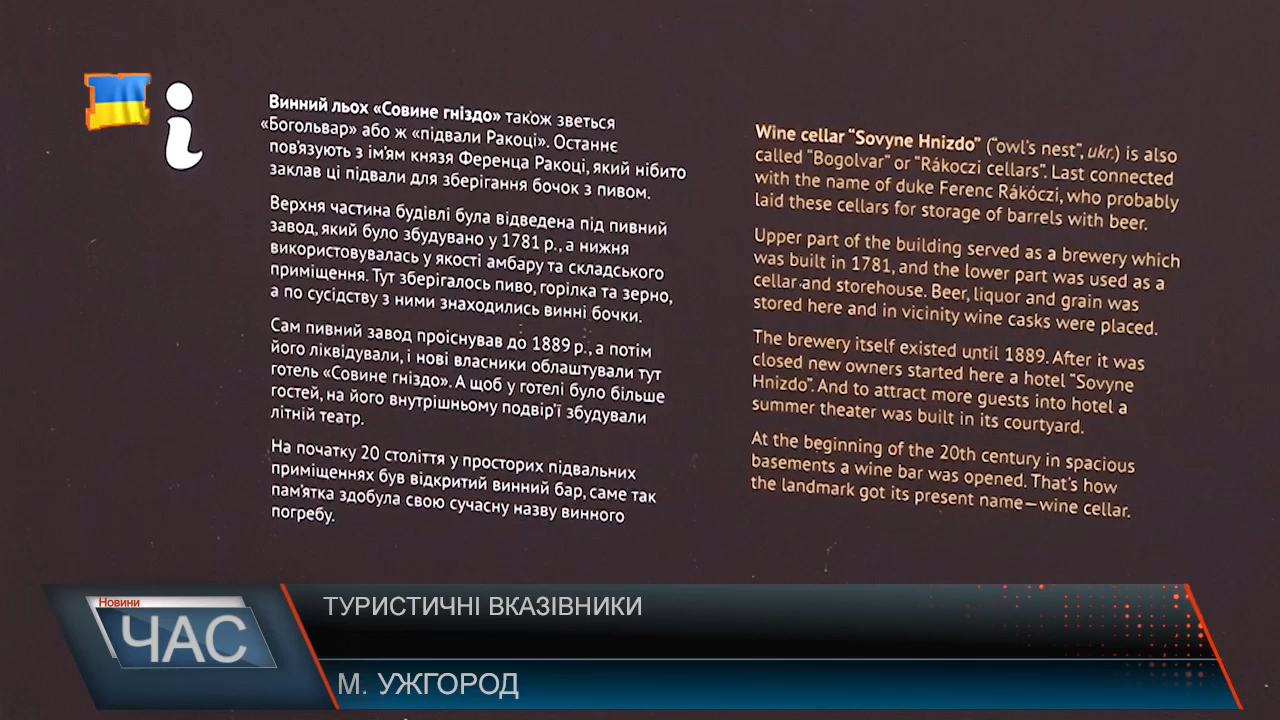 Винний льох «Совине гніздо» також зветься
«Богольвар» або ж «підвали Ракоці». Останнє
пов'язують з ім'ям князя Ференца Ракоці, який нібито
заклав ці підвали для зберігання бочок з пивом.
Верхня частина будівлі була відведена під пивний
завод, який було збудувано у 1781 р., а нижня
використовувалась у якості амбару та складського
приміщення. Тут зберігалось пиво, горілка та зерно,
а по сусідству з ними знаходились винні бочки.
Сам пивний завод проіснував до 1889 р., а потім
його ліквідували, і нові власники облаштували тут
готель «Совине гніздо». А щоб у готелі було більше
гостей, на його внутрішньому подвір'ї збудували
літній театр.
На початку 20 століття у просторих підвальних
приміщеннях був відкритий винний бар, саме так
пам'ятка здобула свою сучасну назву винного
погребу.
Wine cellar “Sovyne Hnizdo” (“owl's nest”, ukr.) is also
called “Bogolvar” or “Rákoczi cellars”. Last connected
with the name of duke Ferenc Rákóczi, who probably
laid these cellars for storage of barrels with beer.
Upper part of the building served as a brewery which
was built in 1781, and the lower part was used as a
cellar and storehouse. Beer, liquor and grain was
stored here and in vicinity wine casks were placed.
The brewery itself existed until 1889. After it was
closed new owners started here a hotel “Sovyne
Hnizdo”. And to attract more guests into hotel a
summer theater was built in its courtyard.
At the beginning of the 20th century in spacious
basements a wine bar was opened. That's how
the landmark got its present name—wine cellar.
Новини
ЧАС
ТУРИСТИЧНІ ВКАЗІВНИКИ
М. УЖГОРОД